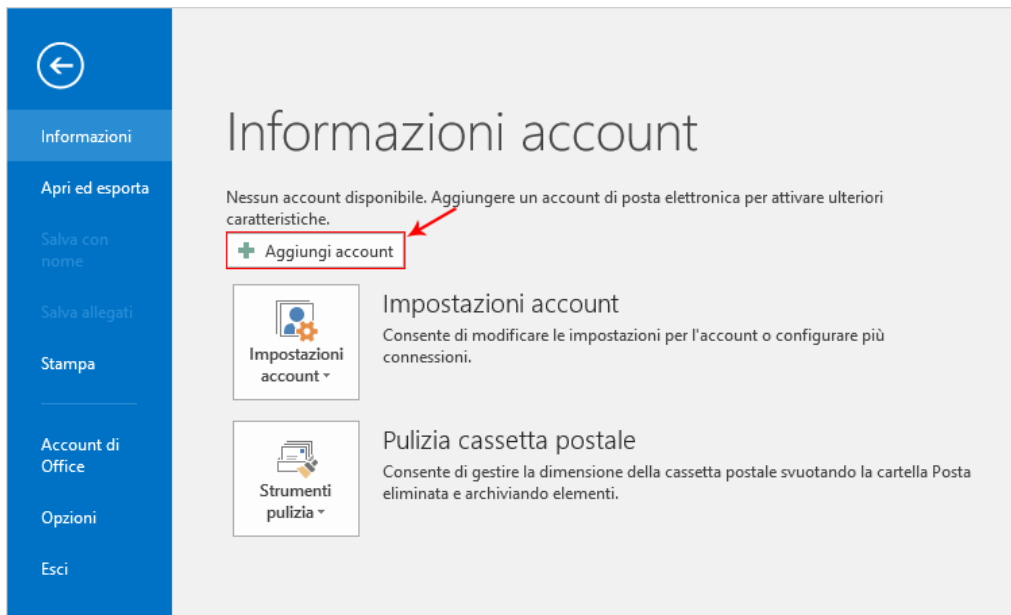 Informazioni
Apri ed esporta
Salva con
nome
Salva allegati
Stampa
Account di
Office
Opzioni
Esci
Informazioni account
Nessun account disponibile. Aggiungere un account di posta elettronica per attivare ulteriori
caratteristiche.
Aggiungi account
Impostazioni
account
Impostazioni account
Consente di modificare le impostazioni per l'account o configurare più
connessioni.
Strumenti
pulizia
Pulizia cassetta postale
Consente di gestire la dimensione della cassetta postale svuotando la cartella Posta
eliminata e archiviando elementi.